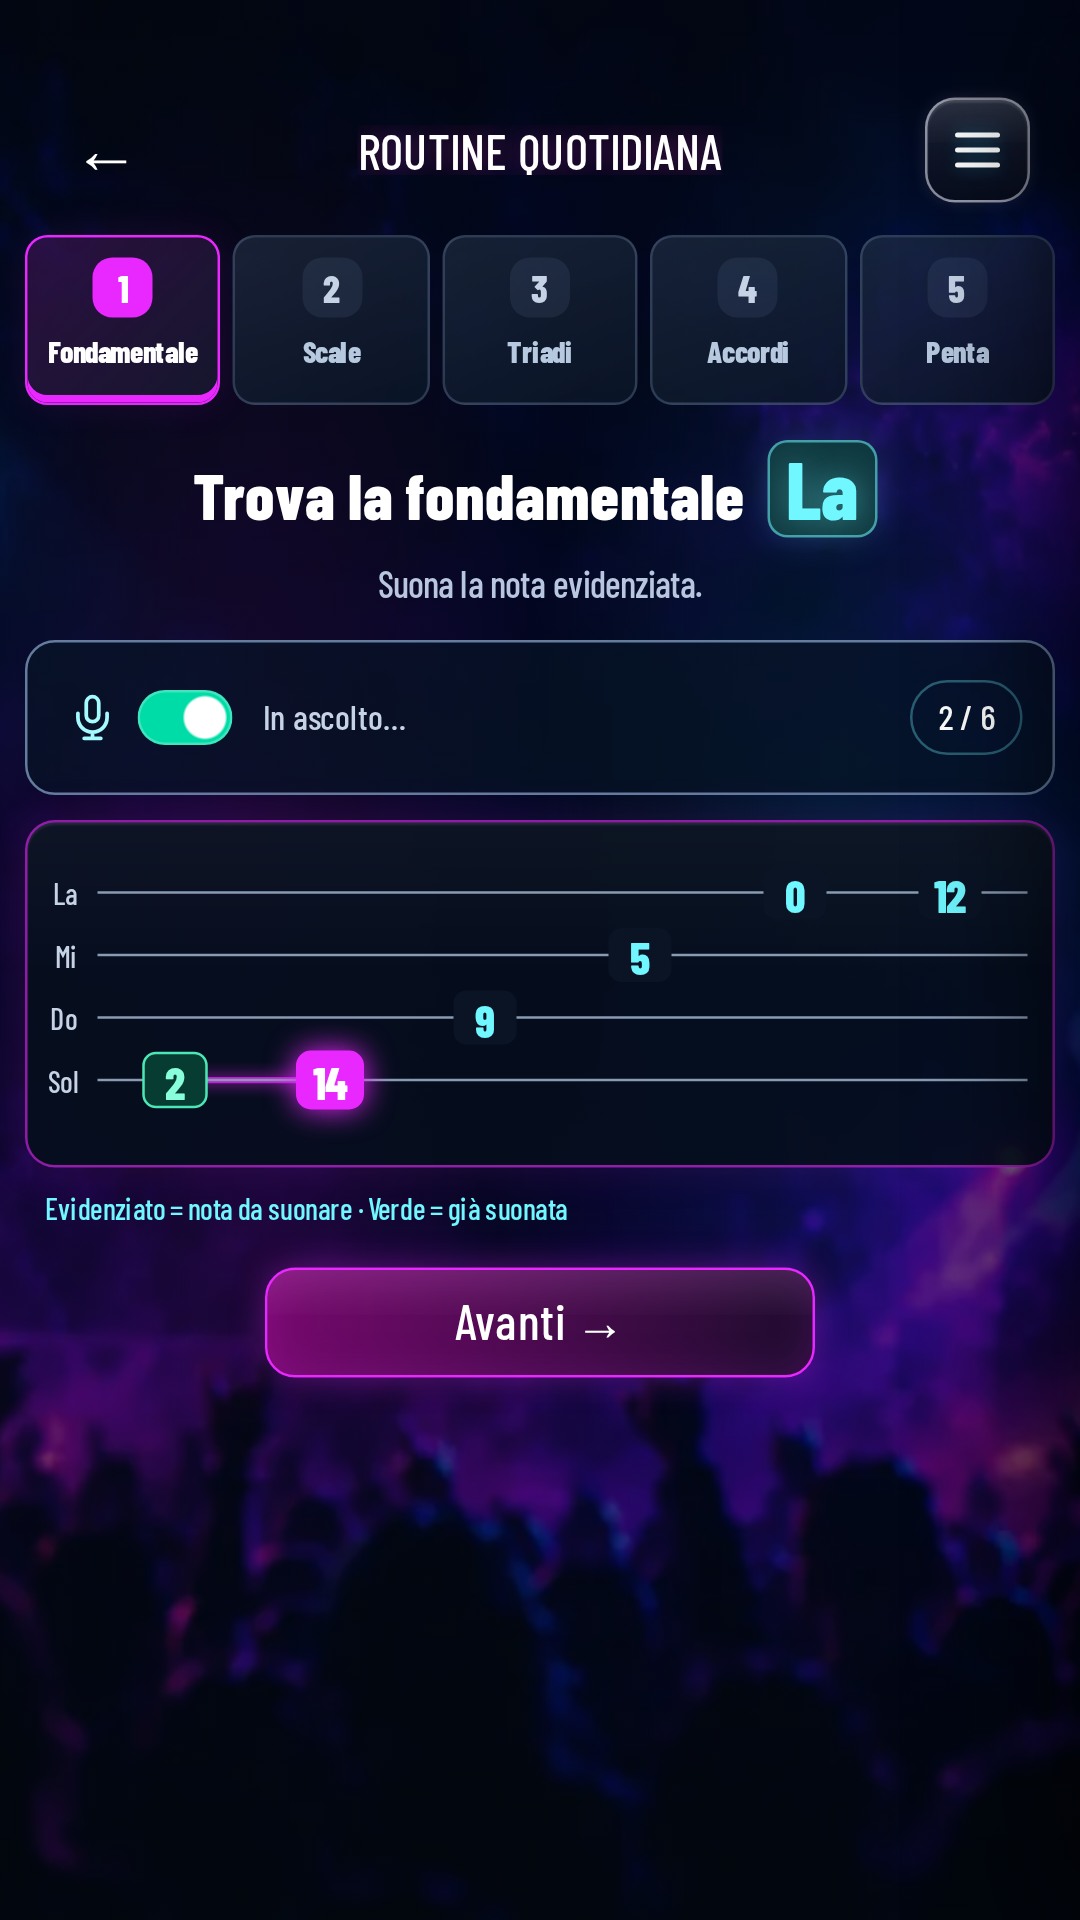 ←
ROUTINE QUOTIDIANA
1
Fondamentale
2
Scale
3
Triadi
4
Accordi
5
Penta
Trova la fondamentale La
Suona la nota evidenziata.
In ascolto...
2 / 6
La 0 12
Mi 5
Do 9
Sol 2 14
Evidenziato = nota da suonare · Verde = già suonata
Avanti →